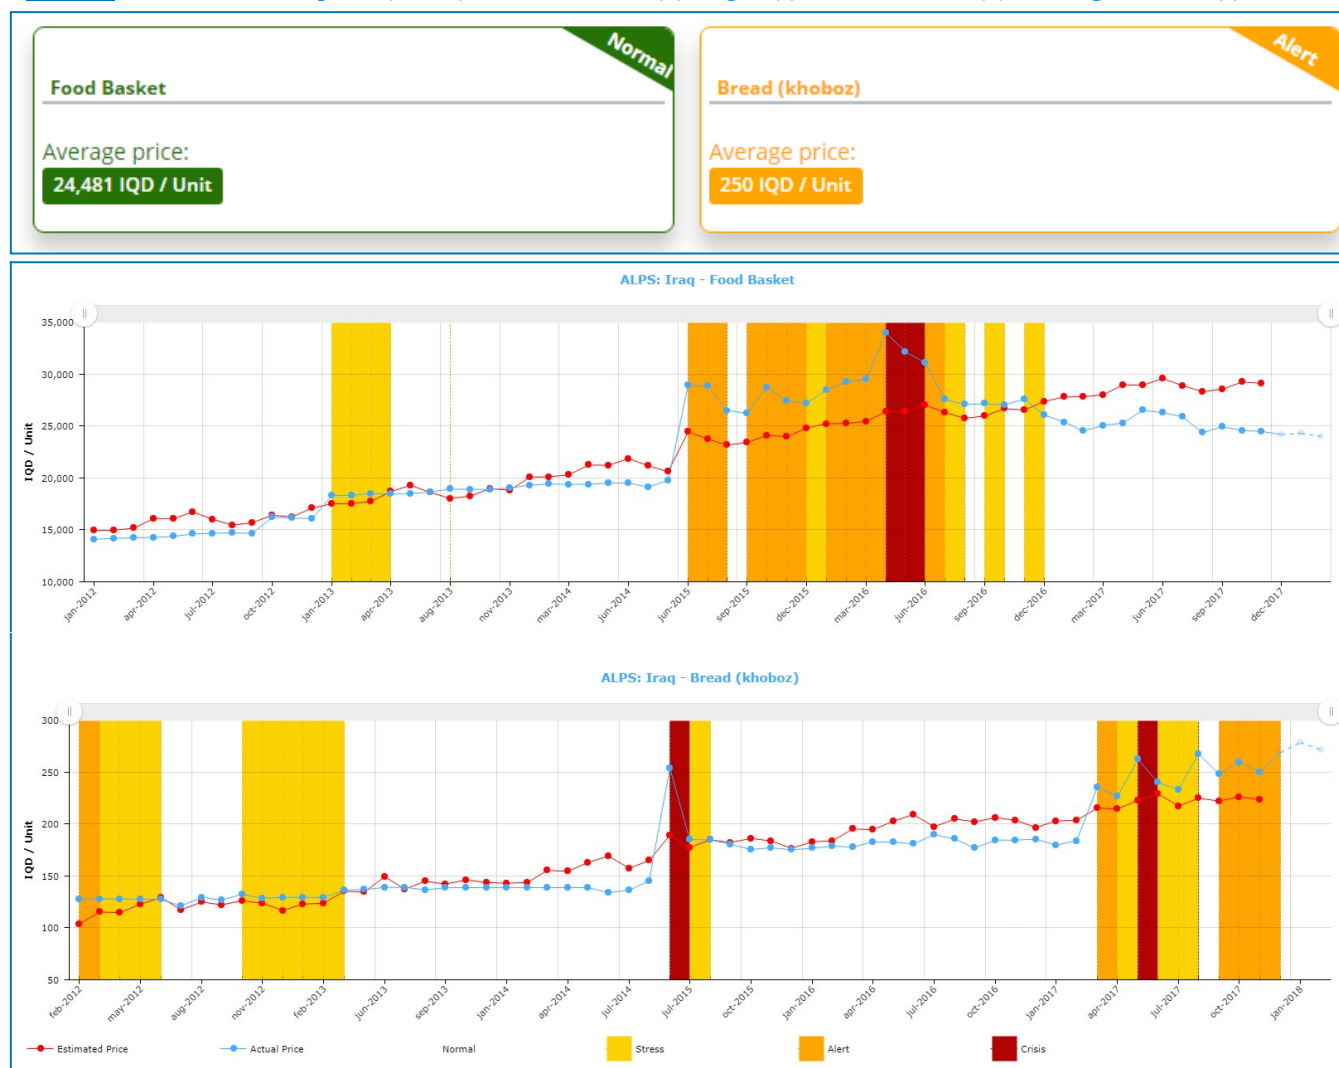 Normal
Alert
Food Basket
Bread (khoboz)
Average price:
Average price:
24,481 IQD / Unit
250 IQD / Unit
ALPS: Iraq - Food Basket
IQD / Unit
35,000
30,000
25,000
20,000
15,000
10,000
jan-2012
apr-2012
jul-2012
oct-2012
jan-2013
apr-2013
aug-2013
nov-2013
mar-2014
jun-2014
jun-2015
sep-2015
dec-2015
mar-2016
jun-2016
sep-2016
dec-2016
mar-2017
jun-2017
sep-2017
dec-2017
ALPS: Iraq - Bread (khoboz)
IQD / Unit
300
250
200
150
100
50
feb-2012
may-2012
aug-2012
nov-2012
feb-2013
jun-2013
sep-2013
jan-2014
apr-2014
jul-2014
jul-2015
oct-2015
jan-2016
apr-2016
jul-2016
oct-2016
jan-2017
apr-2017
jul-2017
oct-2017
jan-2018
Estimated Price
Actual Price
Normal
Stress
Alert
Crisis